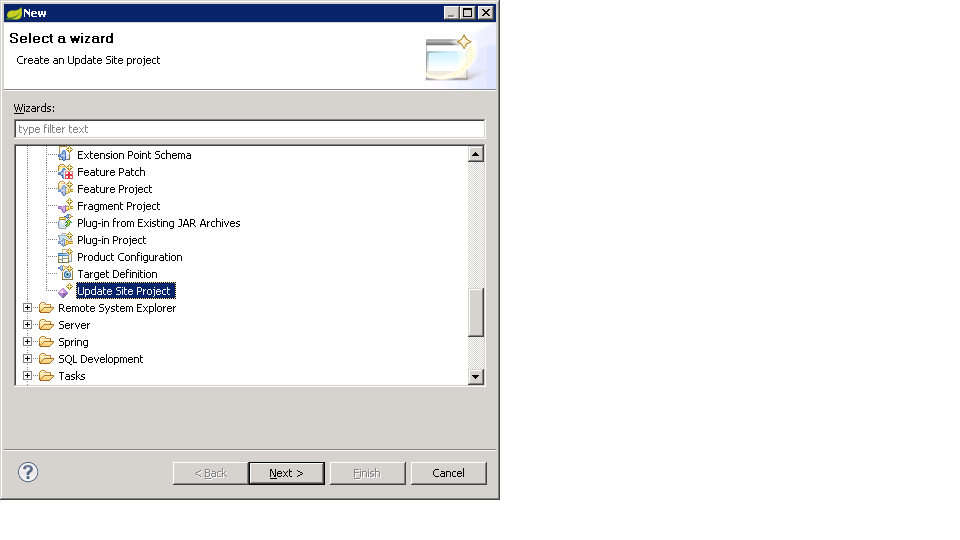 New
Select a wizard
Create an Update Site project
Wizards:
type filter text
Extension Point Schema
Feature Patch
Feature Project
Fragment Project
Plug-in from Existing JAR Archives
Plug-in Project
Product Configuration
Target Definition
Update Site Project
Remote System Explorer
Server
Spring
SQL Development
Tasks
?
< Back Next > Finish Cancel